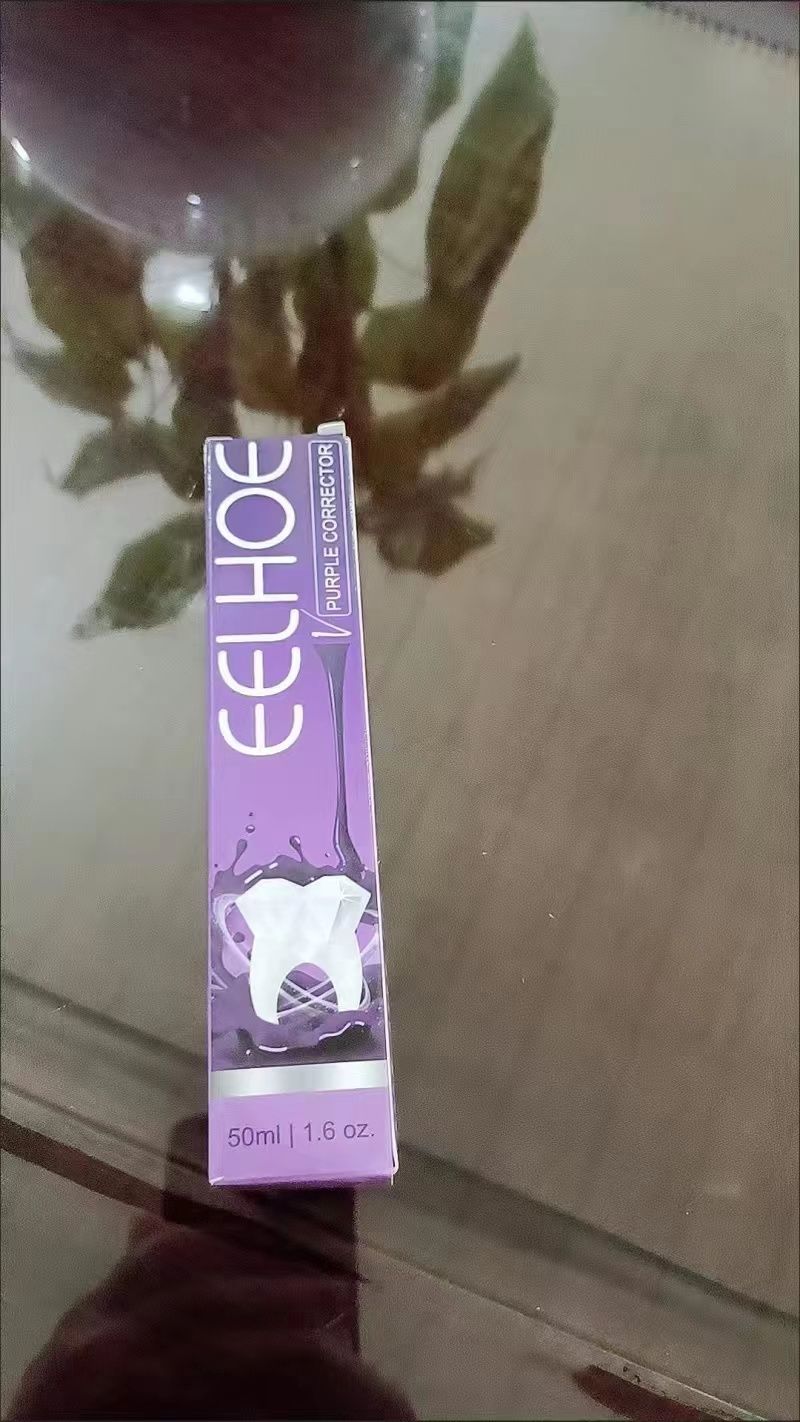 EELHOE
PURPLE CORRECTOR
50ml | 1.6 oz.